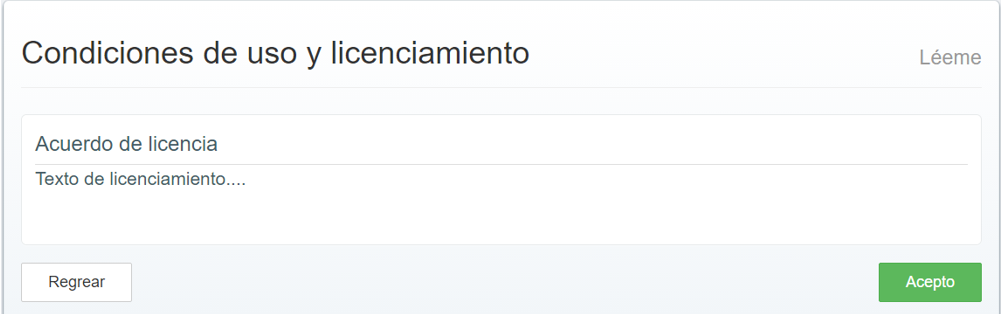 Condiciones de uso y licenciamiento
Léeme
Acuerdo de licencia
Texto de licenciamiento....
Regrear
Acepto